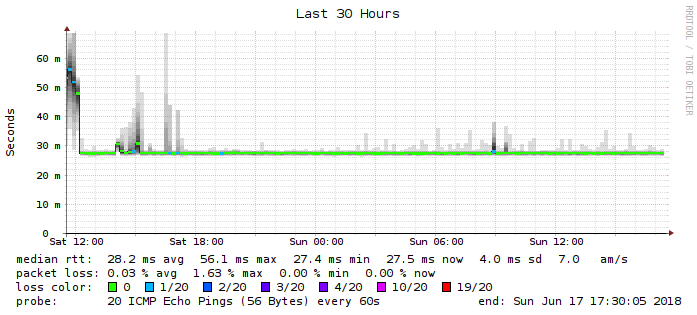 Last 30 Hours
RRDTOOL / TOBI OETIKER
Seconds
60 m
50 m
40 m
30 m
20 m
10 m
0
Sat 12:00 Sat 18:00 Sun 00:00 Sun 06:00 Sun 12:00
median rtt: 28.2 ms avg 56.1 ms max 27.4 ms min 27.5 ms now 4.0 ms sd 7.0 am/s
packet loss: 0.03 % avg 1.63 % max 0.00 % min 0.00 % now
loss color: 0 1/20 2/20 3/20 4/20 10/20 19/20
probe: 20 ICMP Echo Pings (56 Bytes) every 60s end: Sun Jun 17 17:30:05 2018